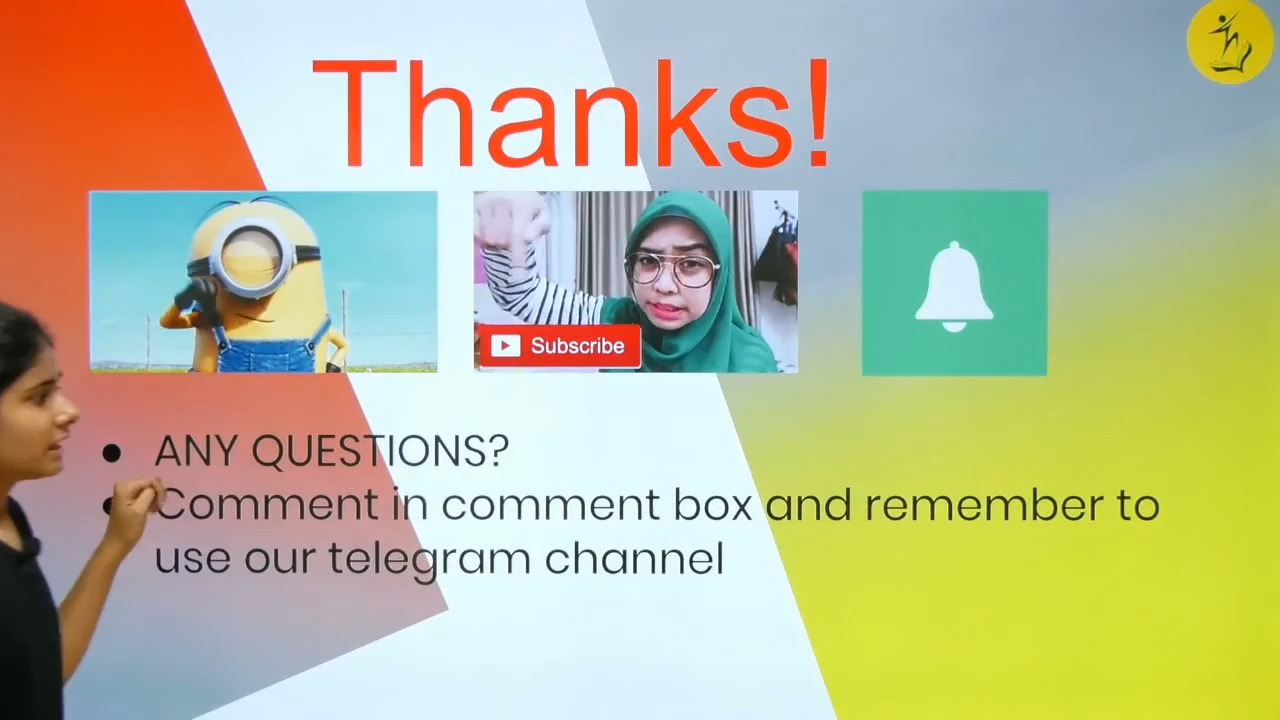 Thanks!
Subscribe
ANY QUESTIONS?
Comment in comment box and remember to
use our telegram channel